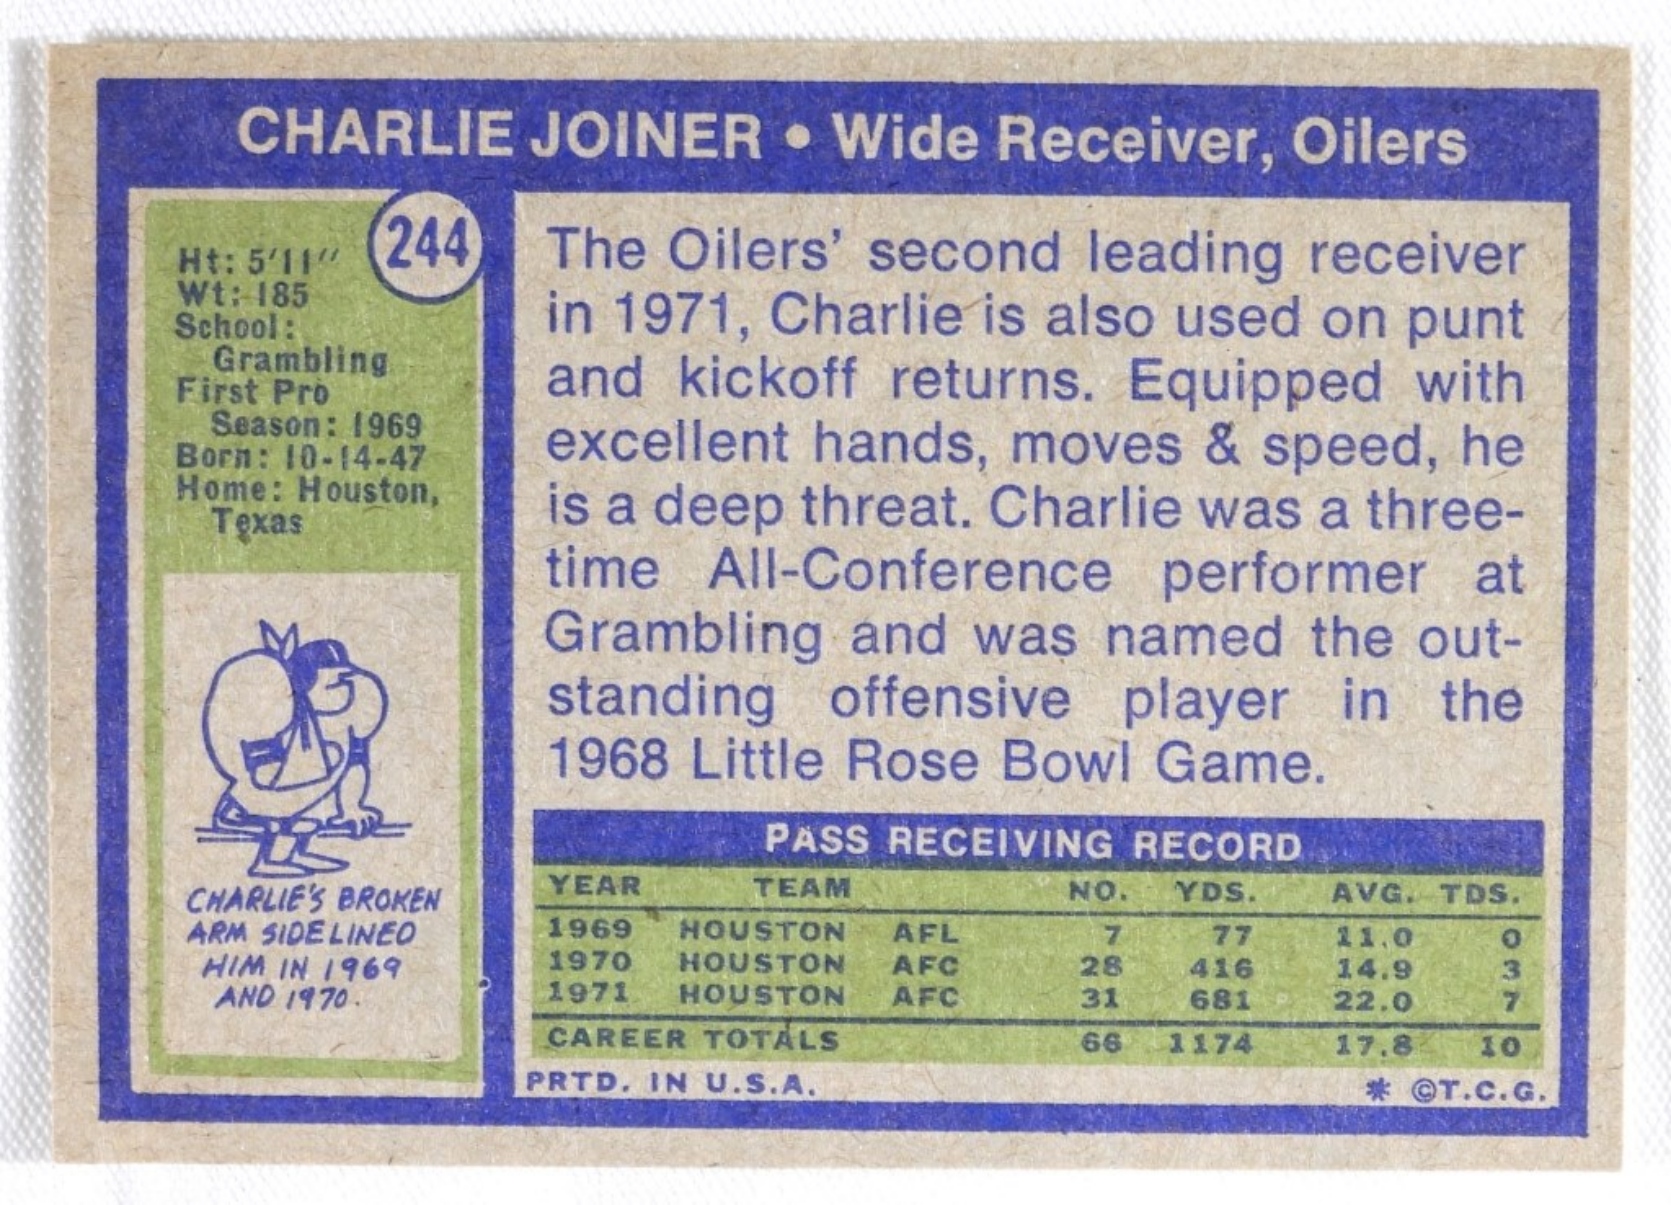 CHARLIE JOINER • Wide Receiver, Oilers
244
Ht: 5'11"
Wt: 185
School:
Grambling
First Pro
Season: 1969
Born: 10-14-47
Home: Houston,
Texas
CHARLIE'S BROKEN
ARM SIDELINED
HIM IN 1969
AND 1970.
The Oilers' second leading receiver
in 1971, Charlie is also used on punt
and kickoff returns. Equipped with
excellent hands, moves & speed, he
is a deep threat. Charlie was a three-
time All-Conference performer at
Grambling and was named the out-
standing offensive player in the
1968 Little Rose Bowl Game.
PASS RECEIVING RECORD
YEAR TEAM NO. YDS. AVG. TDS.
1969 HOUSTON AFL 7 77 11.0 0
1970 HOUSTON AFC 28 416 14.9 3
1971 HOUSTON AFC 31 681 22.0 7
CAREER TOTALS 66 1174 17.8 10
PRTD. IN U.S.A. * ©T.C.G.